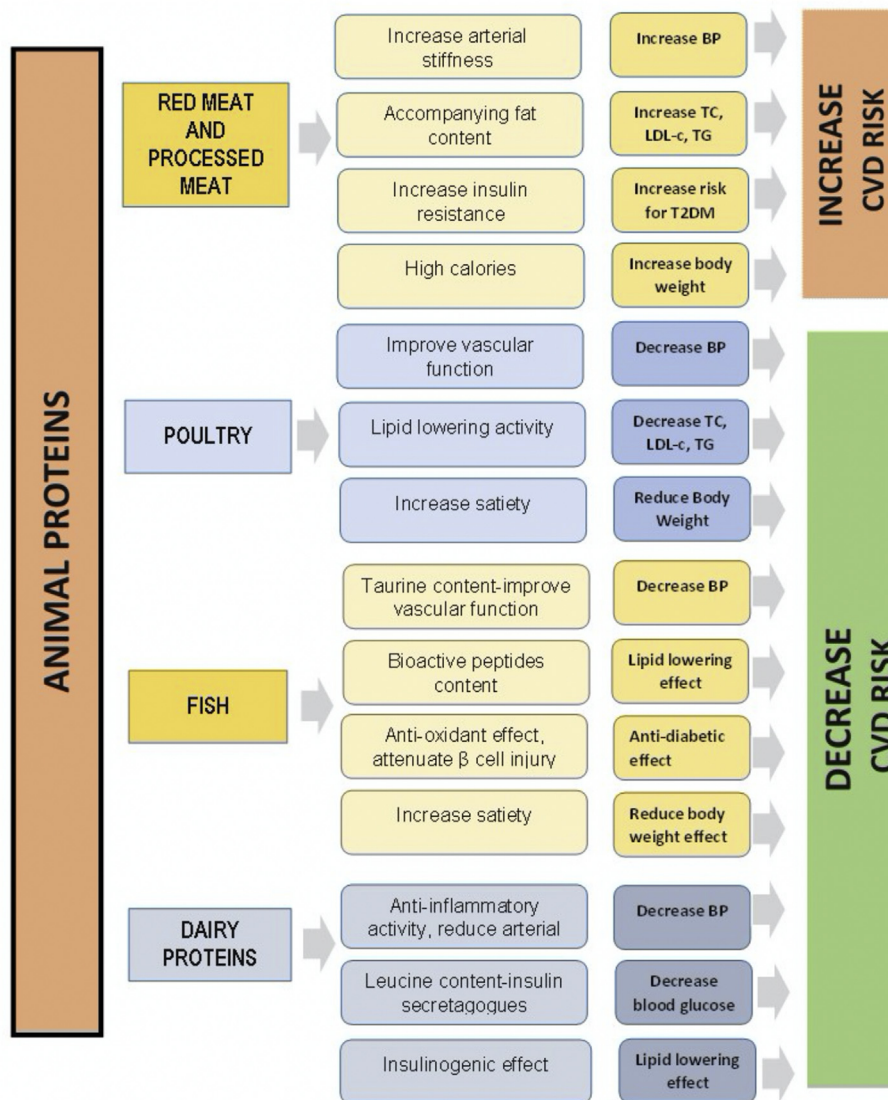 ANIMAL PROTEINS
RED MEAT
AND
PROCESSED
MEAT
Increase arterial
stiffness
Increase BP
Accompanying fat
content
Increase TC,
LDL-c, TG
Increase insulin
resistance
Increase risk
for T2DM
High calories
Increase body
weight
INCREASE
CVD RISK
POULTRY
Improve vascular
function
Decrease BP
Lipid lowering activity
Decrease TC,
LDL-c, TG
Increase satiety
Reduce Body
Weight
FISH
Taurine content-improve
vascular function
Decrease BP
Bioactive peptides
content
Lipid lowering
effect
Anti-oxidant effect,
attenuate β cell injury
Anti-diabetic
effect
Increase satiety
Reduce body
weight effect
DAIRY
PROTEINS
Anti-inflammatory
activity, reduce arterial
Decrease BP
Leucine content-insulin
secretagogues
Decrease
blood glucose
Insulinogenic effect
Lipid lowering
effect
DECREASE
CVD RISK